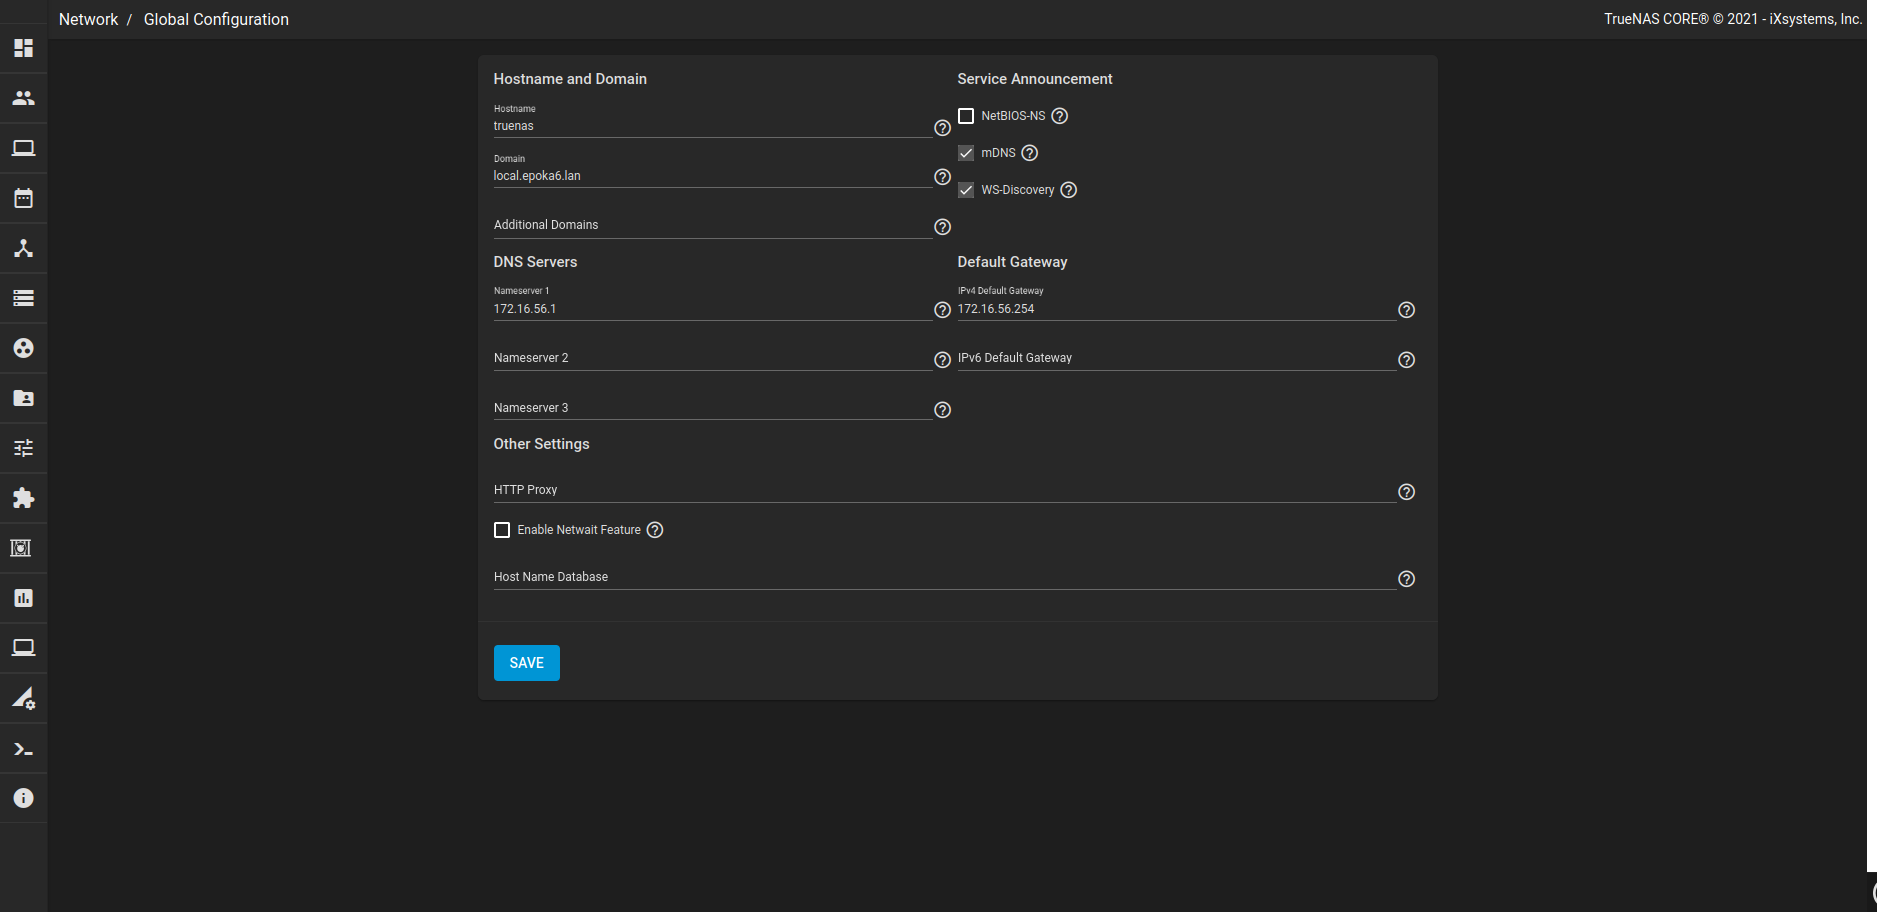 Network / Global Configuration
TrueNAS CORE® © 2021 - iXsystems, Inc.
Hostname and Domain
Hostname
truenas
Domain
local.epoka6.lan
Additional Domains
Service Announcement
NetBIOS-NS
mDNS
WS-Discovery
DNS Servers
Nameserver 1
172.16.56.1
Nameserver 2
Nameserver 3
Default Gateway
IPv4 Default Gateway
172.16.56.254
IPv6 Default Gateway
Other Settings
HTTP Proxy
Enable Netwait Feature
Host Name Database
SAVE